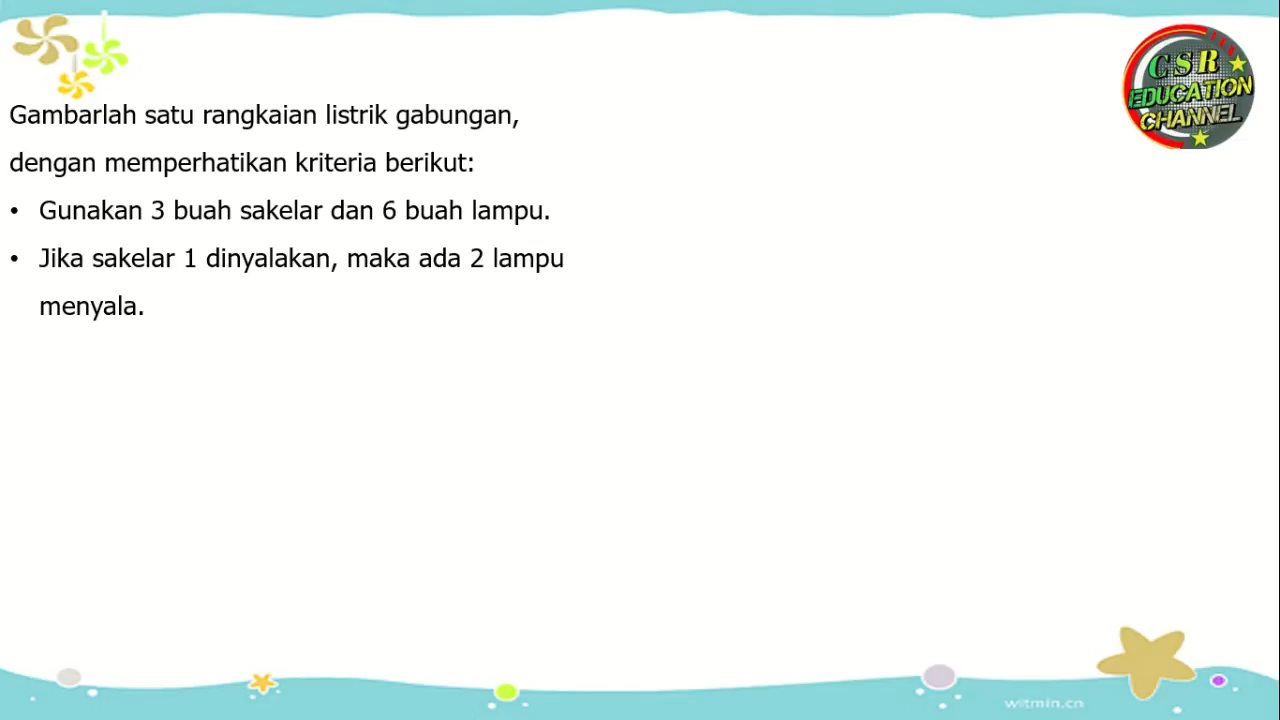 CSR
EDUCATION
CHANNEL
Gambarlah satu rangkaian listrik gabungan,
dengan memperhatikan kriteria berikut:
• Gunakan 3 buah sakelar dan 6 buah lampu.
• Jika sakelar 1 dinyalakan, maka ada 2 lampu
menyala.
witmin.cn